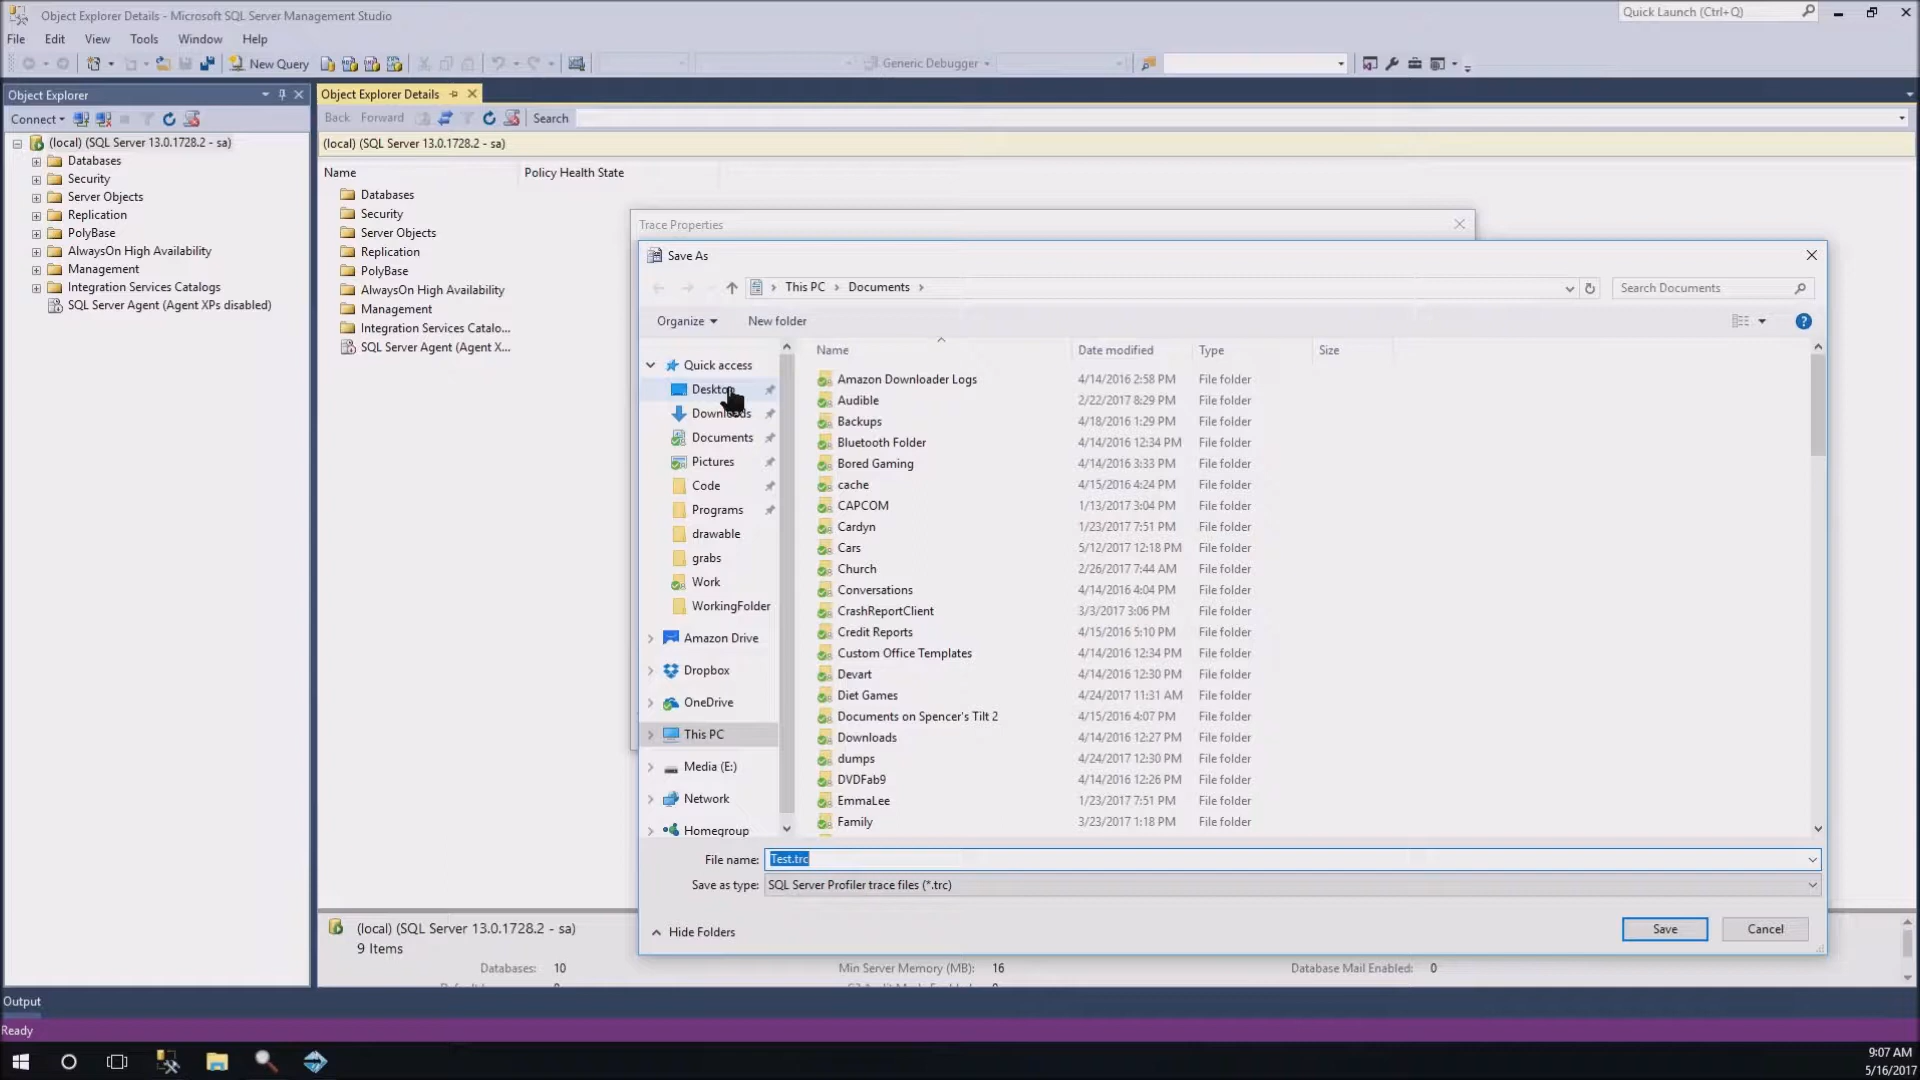 Object Explorer Details - Microsoft SQL Server Management Studio
Quick Launch (Ctrl+Q)
File Edit View Tools Window Help
New Query
Generic Debugger
Object Explorer
Object Explorer Details
Connect
Back Forward
Search
(local) (SQL Server 13.0.1728.2 - sa)
Databases
Security
Server Objects
Replication
PolyBase
AlwaysOn High Availability
Management
Integration Services Catalogs
SQL Server Agent (Agent XPs disabled)
(local) (SQL Server 13.0.1728.2 - sa)
Name Policy Health State
Databases
Security
Server Objects
Replication
PolyBase
AlwaysOn High Availability
Management
Integration Services Catalo...
SQL Server Agent (Agent X...
Trace Properties
Save As
This PC Documents
Search Documents
Organize New folder
Quick access
Desktop
Downloads
Documents
Pictures
Code
Programs
drawable
grabs
Work
WorkingFolder
Amazon Drive
Dropbox
OneDrive
This PC
Media (E:)
Network
Homegroup
Name Date modified Type Size
Amazon Downloader Logs 4/14/2016 2:58 PM File folder
Audible 2/22/2017 8:29 PM File folder
Backups 4/18/2016 1:29 PM File folder
Bluetooth Folder 4/14/2016 12:34 PM File folder
Bored Gaming 4/14/2016 3:33 PM File folder
cache 4/15/2016 4:24 PM File folder
CAPCOM 1/13/2017 3:04 PM File folder
Cardyn 1/23/2017 7:51 PM File folder
Cars 5/12/2017 12:18 PM File folder
Church 2/26/2017 7:44 AM File folder
Conversations 4/14/2016 4:04 PM File folder
CrashReportClient 3/3/2017 3:06 PM File folder
Credit Reports 4/15/2016 5:10 PM File folder
Custom Office Templates 4/14/2016 12:34 PM File folder
Devart 4/14/2016 12:30 PM File folder
Diet Games 4/24/2017 11:31 AM File folder
Documents on Spencer's Tilt 2 4/15/2016 4:07 PM File folder
Downloads 4/14/2016 12:27 PM File folder
dumps 4/24/2017 12:30 PM File folder
DVDFab9 4/14/2016 12:26 PM File folder
EmmaLee 1/23/2017 7:51 PM File folder
Family 3/23/2017 1:18 PM File folder
File name: Test.trc
Save as type: SQL Server Profiler trace files (*.trc)
Hide Folders
Save Cancel
(local) (SQL Server 13.0.1728.2 - sa)
9 Items
Databases: 10
Min Server Memory (MB): 16
Database Mail Enabled: 0
Output
Ready
9:07 AM
5/16/2017